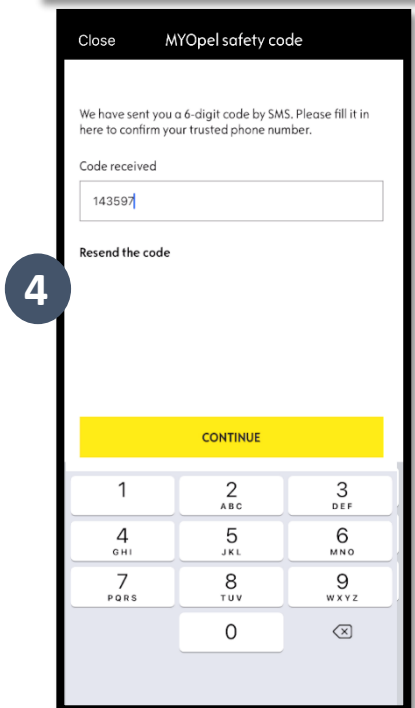 Close MYOpel safety code
We have sent you a 6-digit code by SMS. Please fill it in
here to confirm your trusted phone number.
Code received
143597
Resend the code
4
CONTINUE
1 2 3
ABC DEF
4 5 6
GHI JKL MNO
7 8 9
PQRS TUV WXYZ
0